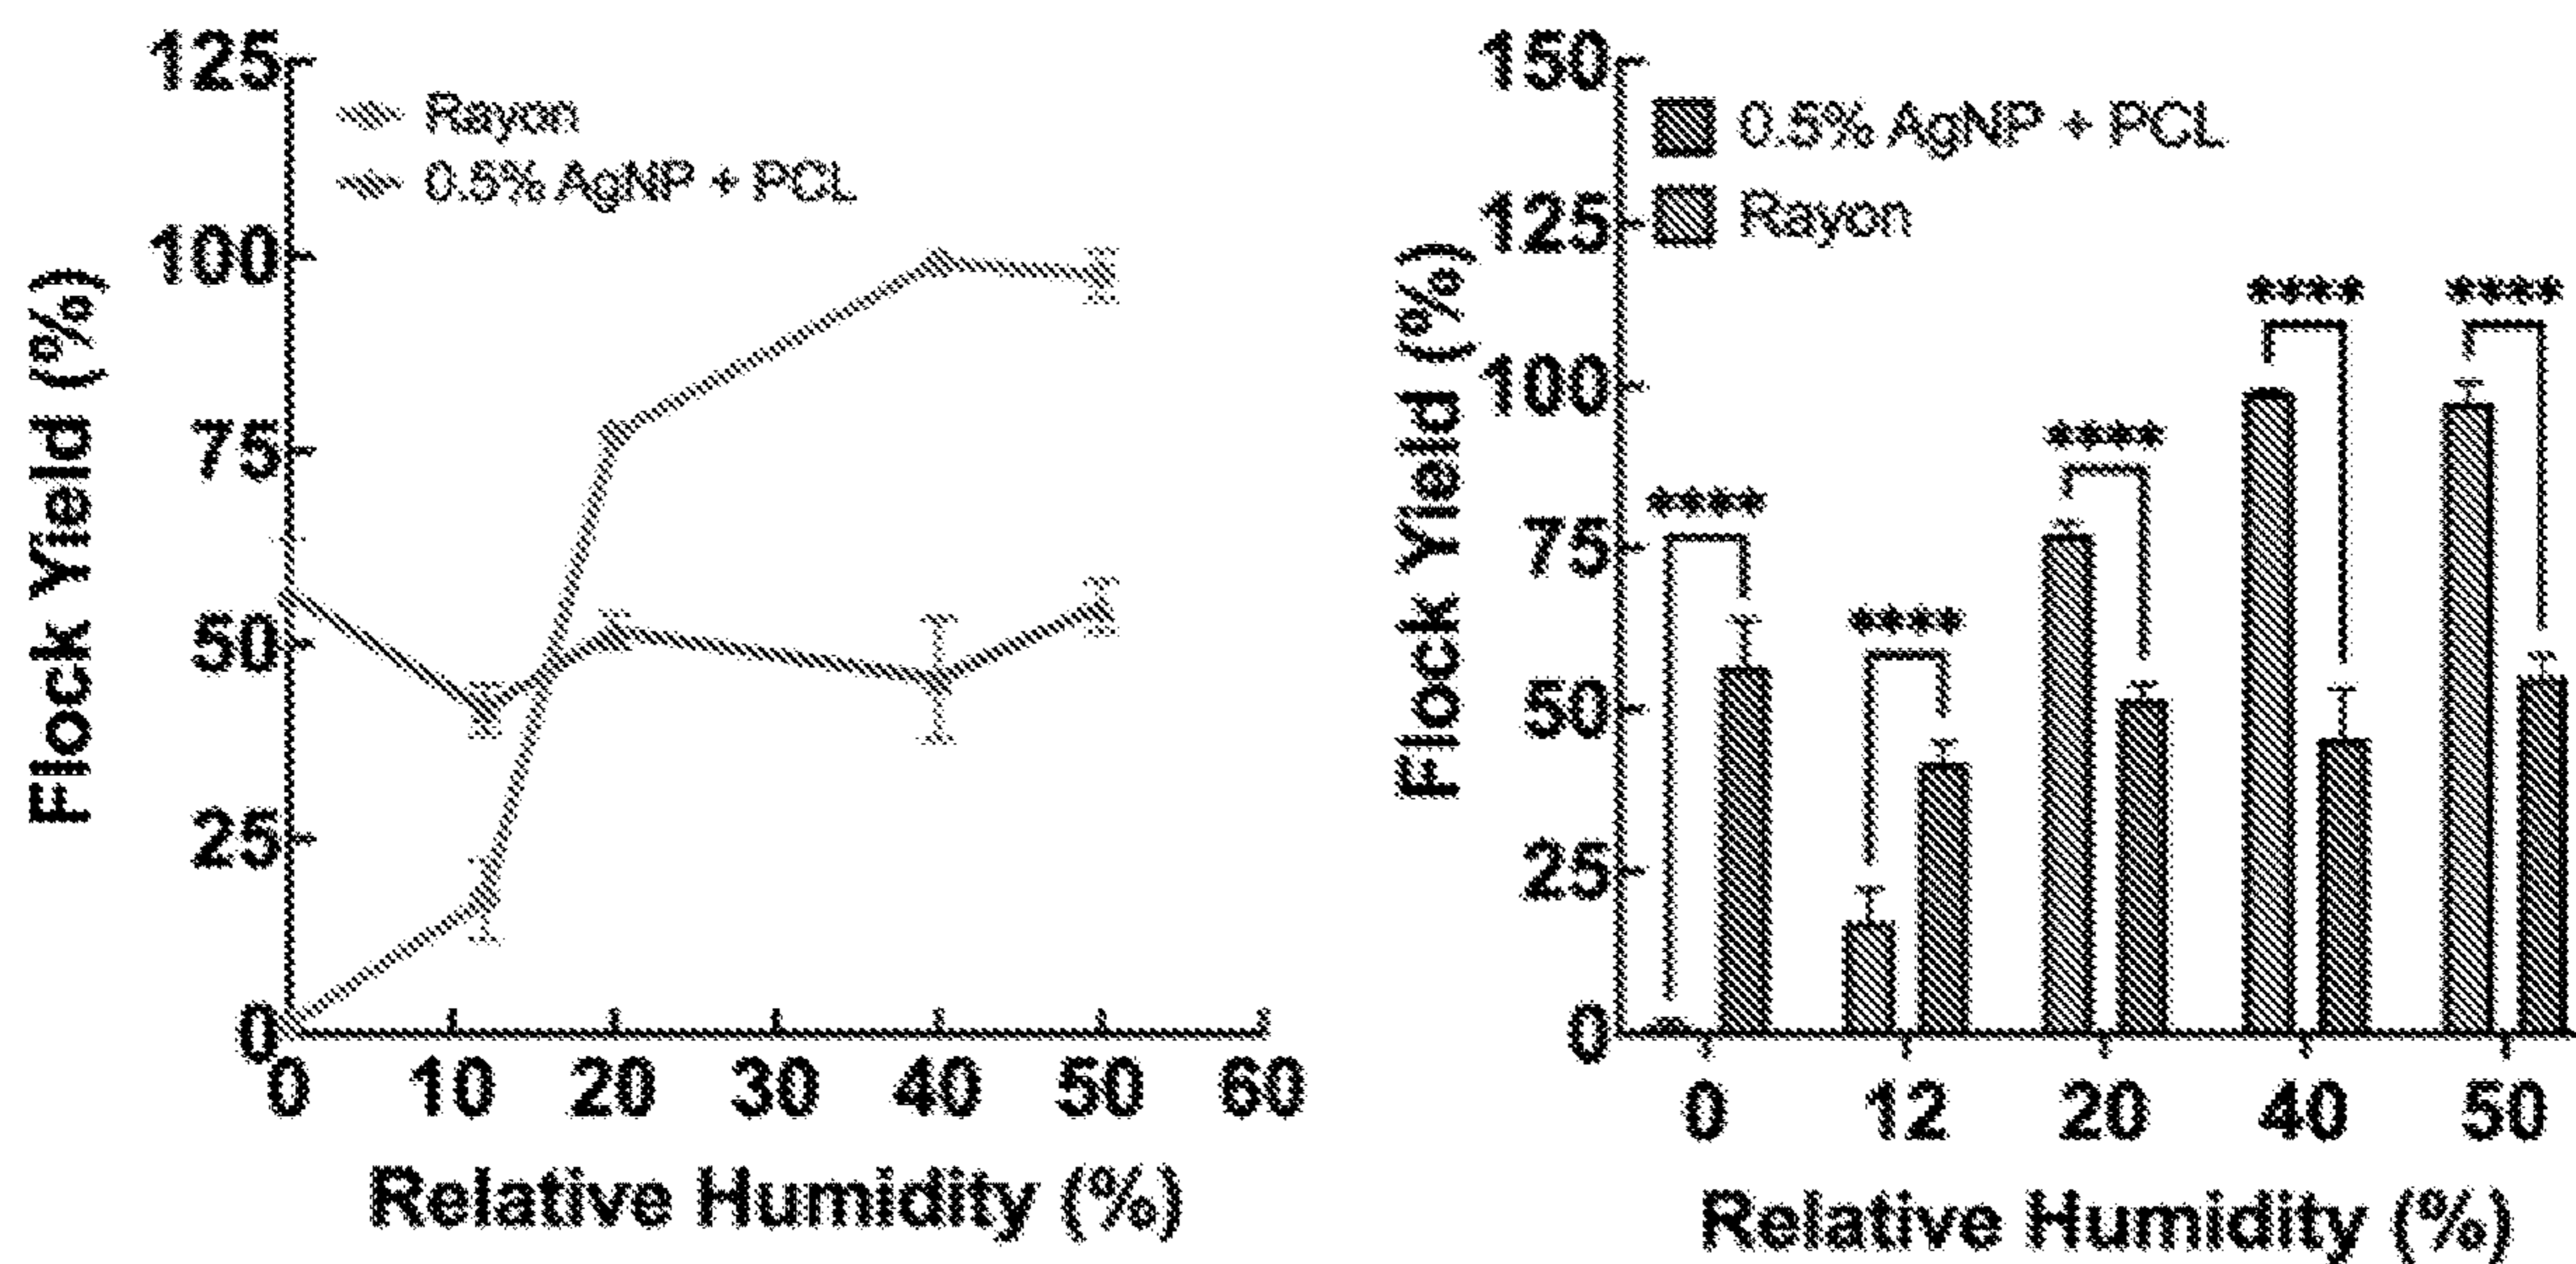 125
100
75
50
25
0
Flock Yield (%)
Rayon
0.5% AgNP + PCL
0 10 20 30 40 50 60
Relative Humidity (%)
150
125
100
75
50
25
0
Flock Yield (%)
0.5% AgNP + PCL
Rayon
****
****
****
****
****
0 12 20 40 50
Relative Humidity (%)